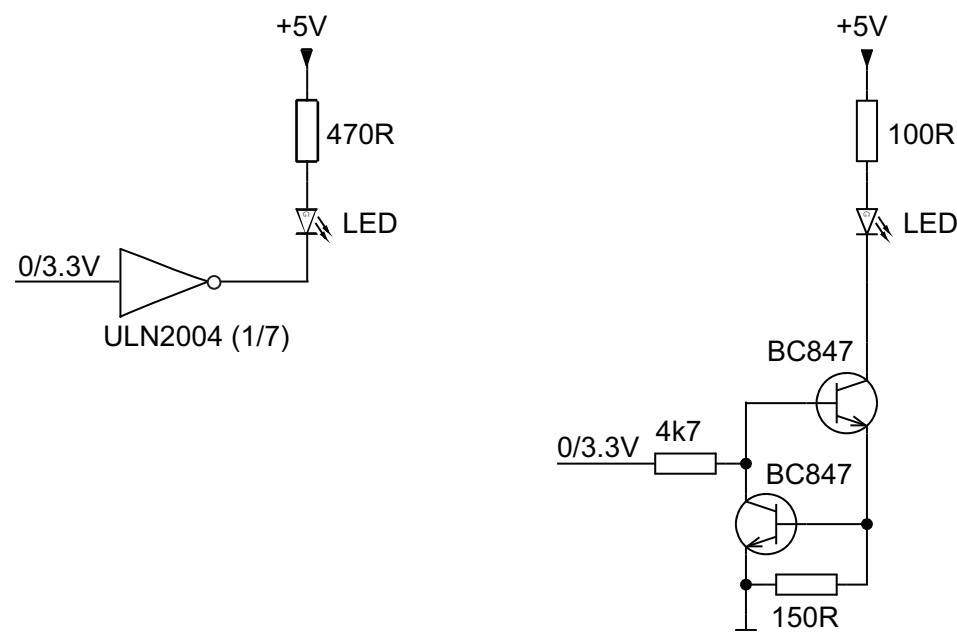 +5V
470R
LED
0/3.3V
ULN2004 (1/7)
+5V
100R
G
LED
BC847
0/3.3V
4k7
BC847
150R